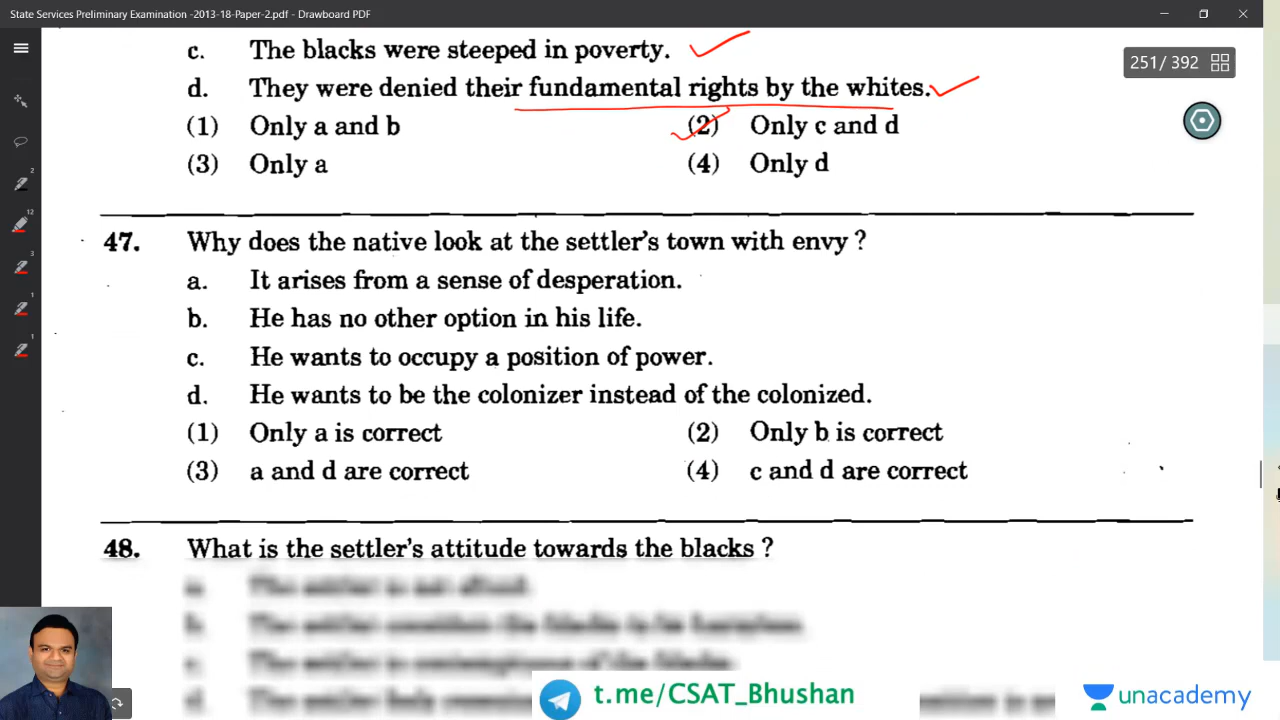 State Services Preliminary Examination -2013-18-Paper-2.pdf - Drawboard PDF
251/ 392
c. The blacks were steeped in poverty.
d. They were denied their fundamental rights by the whites.
(1) Only a and b (2) Only c and d
(3) Only a (4) Only d
47. Why does the native look at the settler's town with envy ?
a. It arises from a sense of desperation.
b. He has no other option in his life.
c. He wants to occupy a position of power.
d. He wants to be the colonizer instead of the colonized.
(1) Only a is correct (2) Only b is correct
(3) a and d are correct (4) c and d are correct
48. What is the settler's attitude towards the blacks ?
t.me/CSAT_Bhushan
unacademy
2
12
3
1
1